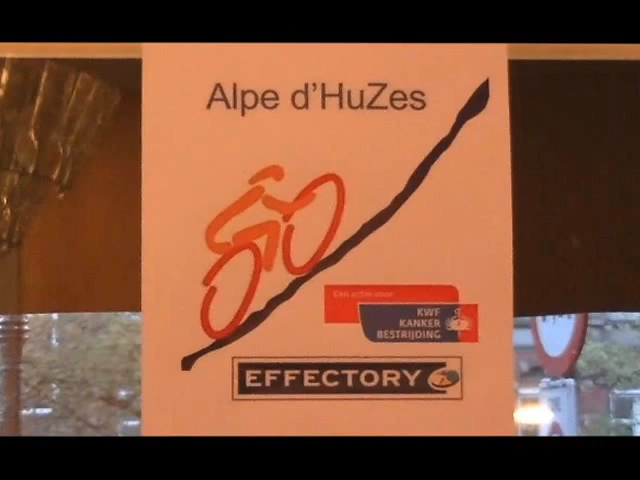 Alpe d'HuZes
Een actie voor
KWF
KANKER
BESTRIJDING
EFFECTORY